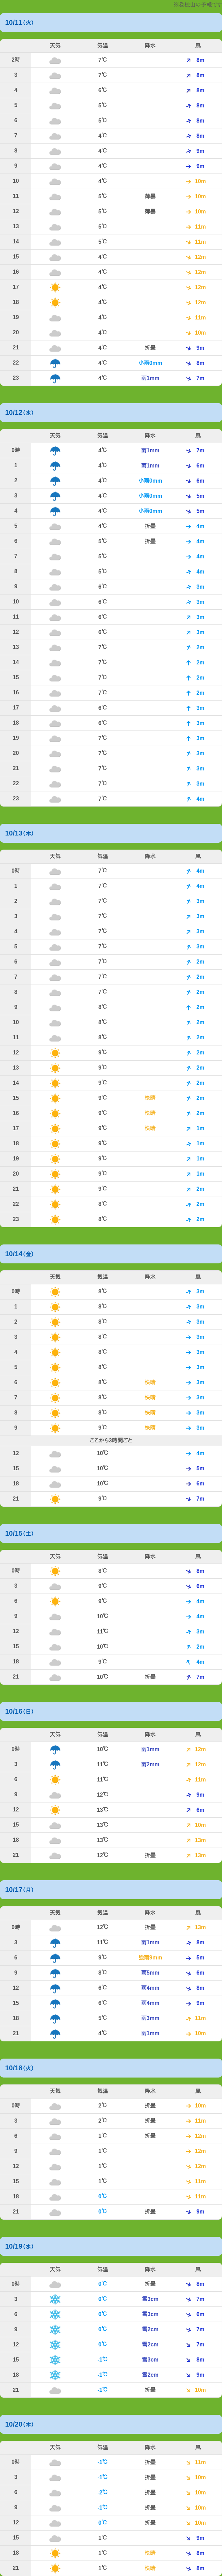 山の予報です
10/11(火)
天気 気温 降水 風
2時 7℃ 8m
3 7℃ 8m
4 6℃ 8m
5 5℃ 8m
6 5℃ 8m
7 4℃ 8m
8 4℃ 9m
9 4℃ 9m
10 4℃ 10m
11 5℃ 薄曇 10m
12 5℃ 薄曇 10m
13 5℃ 11m
14 5℃ 11m
15 4℃ 12m
16 4℃ 12m
17 4℃ 12m
18 4℃ 12m
19 4℃ 11m
20 4℃ 10m
21 4℃ 折曇 9m
22 4℃ 小雨0mm 8m
23 4℃ 雨1mm 7m
10/12(水)
天気 気温 降水 風
0時 4℃ 雨1mm 7m
1 4℃ 雨1mm 6m
2 4℃ 小雨0mm 6m
3 4℃ 小雨0mm 5m
4 4℃ 小雨0mm 5m
5 4℃ 折曇 4m
6 5℃ 折曇 4m
7 5℃ 4m
8 5℃ 4m
9 6℃ 3m
10 6℃ 3m
11 6℃ 3m
12 6℃ 3m
13 7℃ 2m
14 7℃ 2m
15 7℃ 2m
16 7℃ 2m
17 6℃ 3m
18 6℃ 3m
19 7℃ 3m
20 7℃ 3m
21 7℃ 3m
22 7℃ 3m
23 7℃ 4m
10/13(木)
天気 気温 降水 風
0時 7℃ 4m
1 7℃ 4m
2 7℃ 3m
3 7℃ 3m
4 7℃ 3m
5 7℃ 3m
6 7℃ 2m
7 7℃ 2m
8 7℃ 2m
9 8℃ 2m
10 8℃ 2m
11 8℃ 2m
12 9℃ 2m
13 9℃ 2m
14 9℃ 2m
15 9℃ 快晴 2m
16 9℃ 快晴 2m
17 9℃ 快晴 1m
18 9℃ 1m
19 9℃ 1m
20 9℃ 1m
21 9℃ 2m
22 8℃ 2m
23 8℃ 2m
10/14(金)
天気 気温 降水 風
0時 8℃ 3m
1 8℃ 3m
2 8℃ 3m
3 8℃ 3m
4 8℃ 3m
5 8℃ 3m
6 8℃ 快晴 3m
7 8℃ 快晴 3m
8 8℃ 快晴 3m
9 9℃ 快晴 3m
ここから3時間ごと
12 10℃ 4m
15 10℃ 5m
18 10℃ 6m
21 9℃ 7m
10/15(土)
天気 気温 降水 風
0時 8℃ 8m
3 9℃ 6m
6 9℃ 4m
9 10℃ 4m
12 11℃ 3m
15 10℃ 2m
18 9℃ 4m
21 10℃ 折曇 7m
10/16(日)
天気 気温 降水 風
0時 10℃ 雨1mm 12m
3 11℃ 雨2mm 12m
6 11℃ 11m
9 12℃ 9m
12 13℃ 6m
15 13℃ 10m
18 13℃ 13m
21 12℃ 折曇 13m
10/17(月)
天気 気温 降水 風
0時 12℃ 折曇 13m
3 11℃ 雨1mm 8m
6 9℃ 強雨8mm 5m
9 8℃ 雨5mm 6m
12 6℃ 雨4mm 8m
15 6℃ 雨4mm 9m
18 5℃ 雨3mm 11m
21 4℃ 雨1mm 10m
10/18(火)
天気 気温 降水 風
0時 2℃ 折曇 10m
3 2℃ 折曇 11m
6 1℃ 折曇 12m
9 1℃ 12m
12 1℃ 12m
15 1℃ 11m
18 0℃ 11m
21 0℃ 折曇 9m
10/19(水)
天気 気温 降水 風
0時 0℃ 折曇 8m
3 0℃ 雪3cm 7m
6 0℃ 雪3cm 6m
9 0℃ 雪2cm 7m
12 0℃ 雪2cm 7m
15 -1℃ 雪3cm 8m
18 -1℃ 雪2cm 9m
21 -1℃ 折曇 10m
10/20(木)
天気 気温 降水 風
0時 -1℃ 折曇 11m
3 -1℃ 折曇 10m
6 -2℃ 折曇 10m
9 -1℃ 折曇 10m
12 0℃ 折曇 10m
15 1℃ 9m
18 1℃ 快晴 8m
21 1℃ 快晴 8m